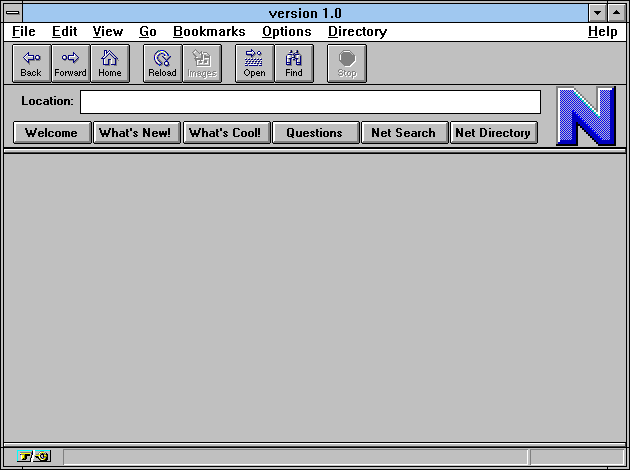 version 1.0
File Edit View Go Bookmarks Options Directory Help
Back Forward Home Reload Images Open Find Stop
Location:
N
Welcome What's New! What's Cool! Questions Net Search Net Directory